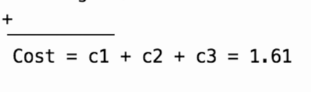 +
Cost = c1 + c2 + c3 = 1.61